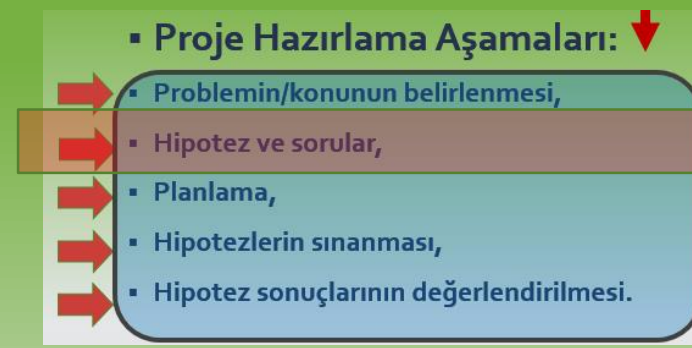 ▪ Proje Hazırlama Aşamaları:
▪ Problemin/konunun belirlenmesi,
▪ Hipotez ve sorular,
▪ Planlama,
▪ Hipotezlerin sınanması,
▪ Hipotez sonuçlarının değerlendirilmesi.